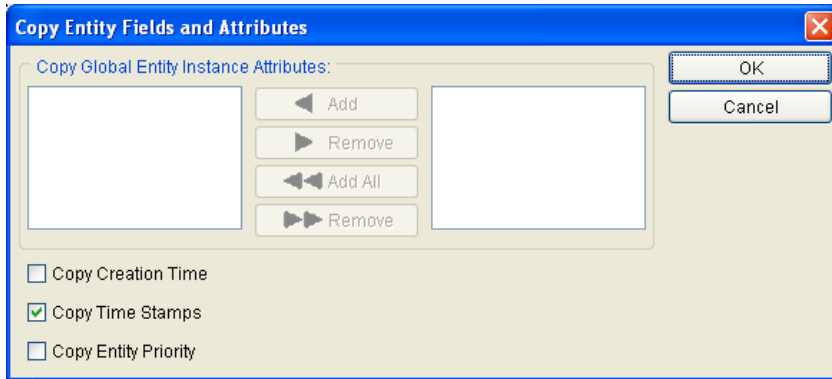 Copy Entity Fields and Attributes
Copy Global Entity Instance Attributes:
OK
Add
Cancel
Remove
Add All
Remove
Copy Creation Time
Copy Time Stamps
Copy Entity Priority